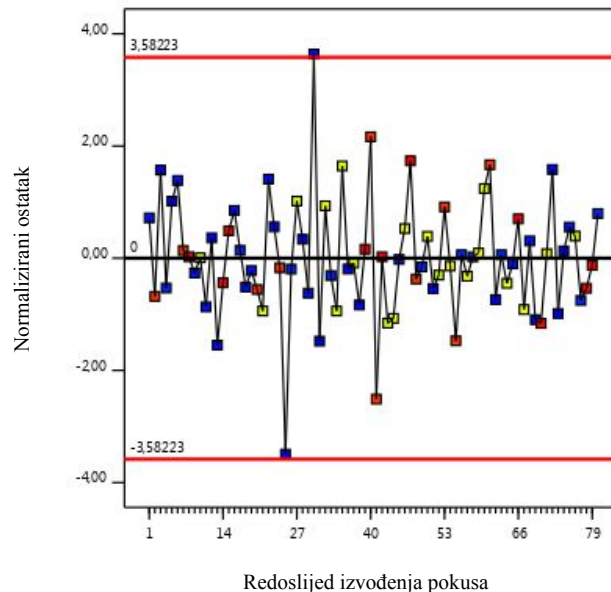 4,00
3,58223
2,00
0
0,00
-2,00
-3,58223
-4,00
Normalizirani ostatak
1 14 27 40 53 66 79
Redoslijed izvođenja pokusa